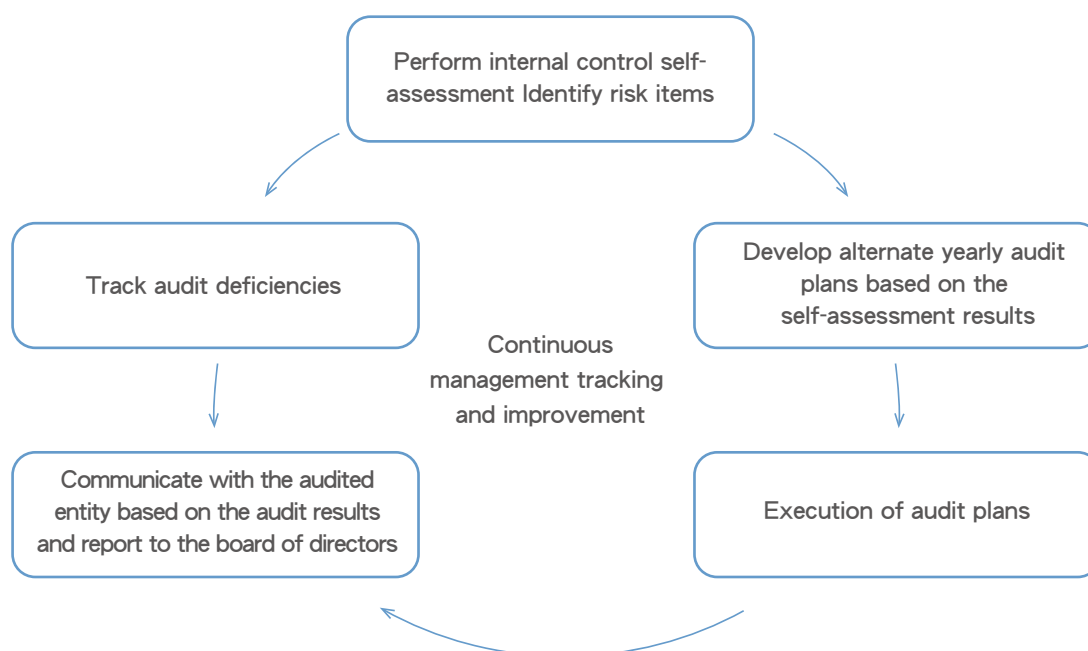 Perform internal control self-
assessment Identify risk items
Track audit deficiencies
Develop alternate yearly audit
plans based on the
self-assessment results
Continuous
management tracking
and improvement
Communicate with the audited
entity based on the audit results
and report to the board of directors
Execution of audit plans